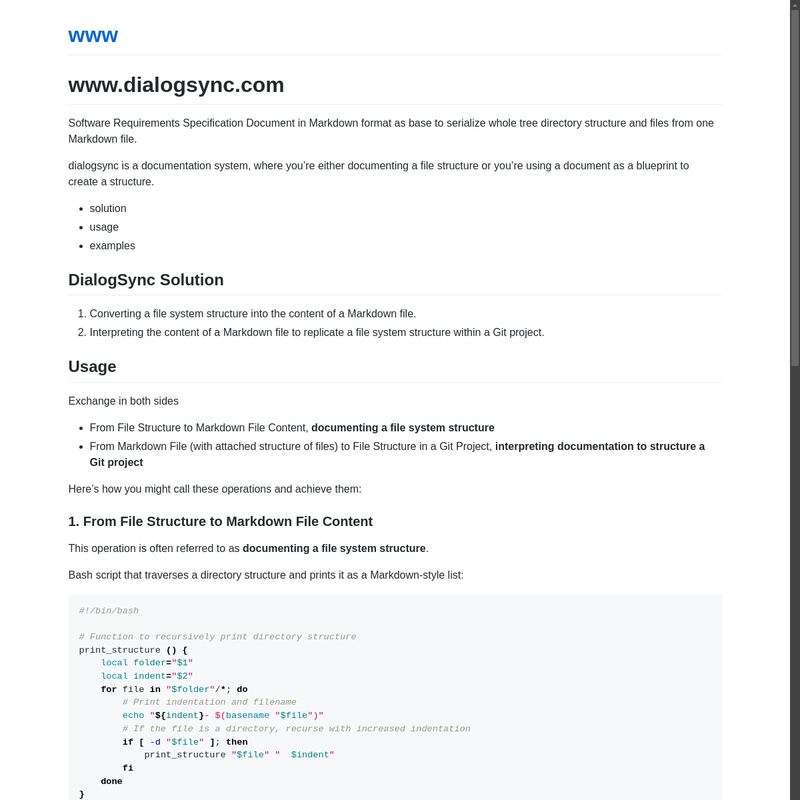 www
www.dialogsync.com
Software Requirements Specification Document in Markdown format as base to serialize whole tree directory structure and files from one
Markdown file.
dialogsync is a documentation system, where you’re either documenting a file structure or you’re using a document as a blueprint to
create a structure.
• solution
• usage
• examples
DialogSync Solution
1. Converting a file system structure into the content of a Markdown file.
2. Interpreting the content of a Markdown file to replicate a file system structure within a Git project.
Usage
Exchange in both sides
• From File Structure to Markdown File Content, documenting a file system structure
• From Markdown File (with attached structure of files) to File Structure in a Git Project, interpreting documentation to structure a
Git project
Here’s how you might call these operations and achieve them:
1. From File Structure to Markdown File Content
This operation is often referred to as documenting a file system structure.
Bash script that traverses a directory structure and prints it as a Markdown-style list:
#!/bin/bash
# Function to recursively print directory structure
print_structure () {
    local folder="$1"
    local indent="$2"
    for file in "$folder"/*; do
        # Print indentation and filename
        echo "${indent}- $(basename "$file")"
        # If the file is a directory, recurse with increased indentation
        if [ -d "$file" ]; then
            print_structure "$file" "  $indent"
        fi
    done
}